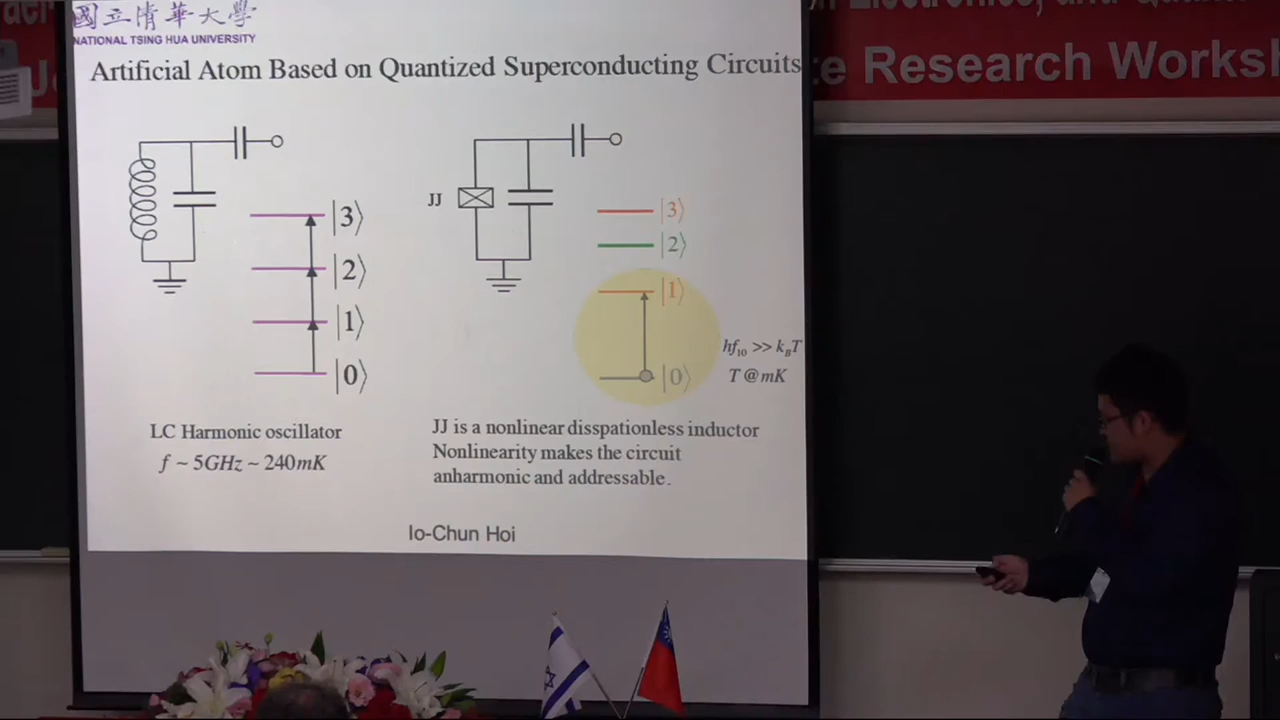 國立清華大學
NATIONAL TSING HUA UNIVERSITY
Artificial Atom Based on Quantized Superconducting Circuits
e Research Works
JJ
|3⟩
|2⟩
|1⟩
|0⟩
|3⟩
|2⟩
|1⟩
|0⟩
hf10 >> kBT
T @ mK
LC Harmonic oscillator
f ~ 5GHz ~ 240mK
JJ is a nonlinear disspationless inductor
Nonlinearity makes the circuit
anharmonic and addressable.
Io-Chun Hoi